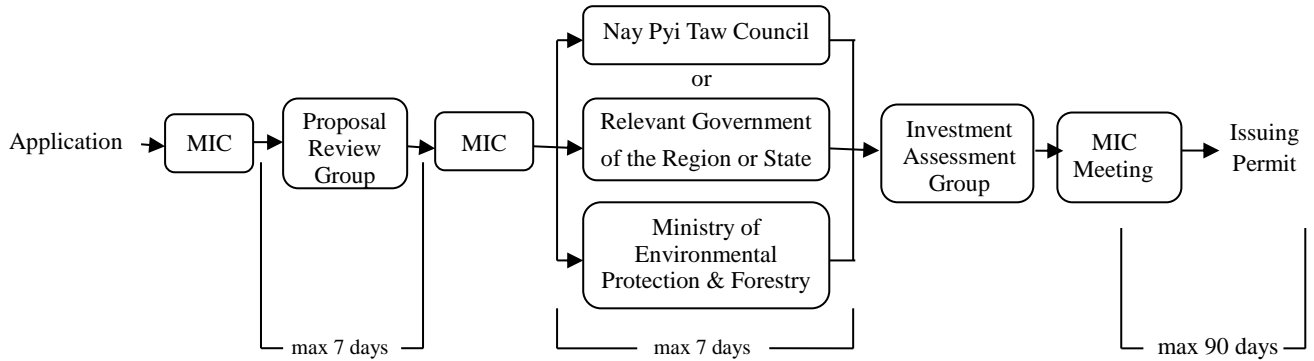 Application
MIC
Proposal
Review
Group
MIC
Nay Pyi Taw Council
or
Relevant Government
of the Region or State
Ministry of
Environmental
Protection & Forestry
Investment
Assessment
Group
MIC
Meeting
Issuing
Permit
max 7 days
max 7 days
max 90 days